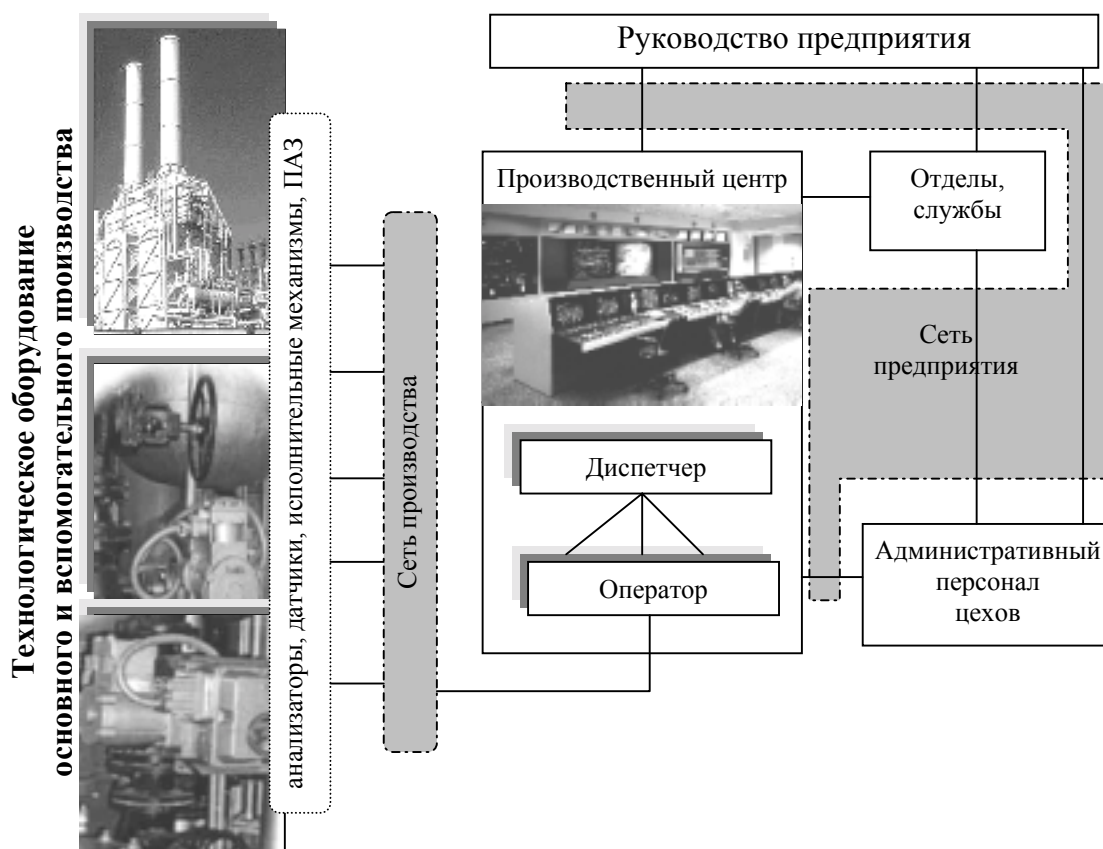 Технологическое оборудование
основного и вспомогательного производства
анализаторы, датчики, исполнительные механизмы, ПАЗ
Сеть производства
Руководство предприятия
Производственный центр
Отделы,
службы
Сеть
предприятия
Диспетчер
Оператор
Административный
персонал
цехов